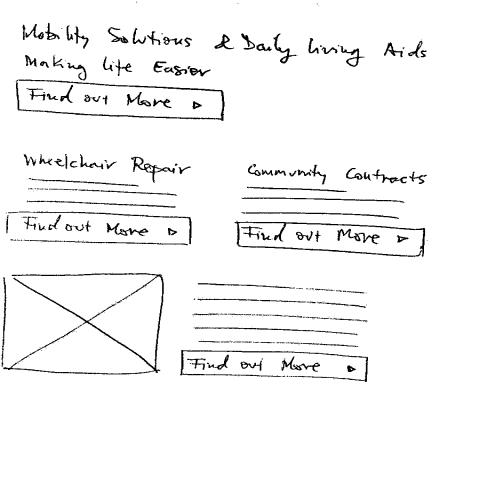 Mobility Solutions & Daily Living Aids
Making Life Easier
Find out More
Wheelchair Repair
Find out More
Community Contracts
Find out More
Find out More